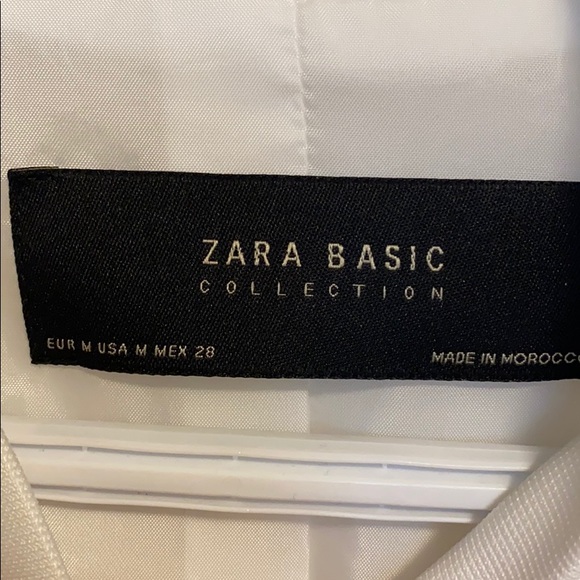 ZARA BASIC
COLLECTION
EUR M USA M MEX 28
MADE IN MOROCCO